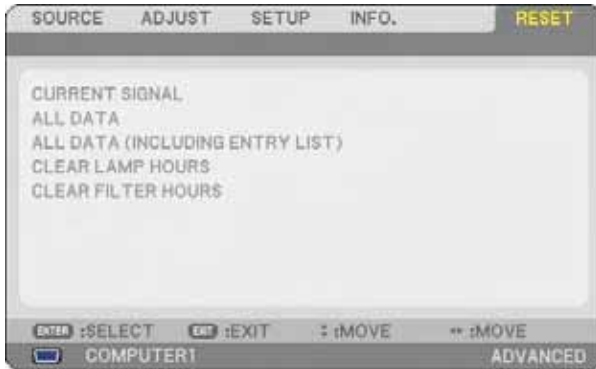 SOURCE ADJUST SETUP INFO. RESET
CURRENT SIGNAL
ALL DATA
ALL DATA (INCLUDING ENTRY LIST)
CLEAR LAMP HOURS
CLEAR FILTER HOURS
ENTER :SELECT EXIT :EXIT :MOVE :MOVE
COMPUTER1 ADVANCED